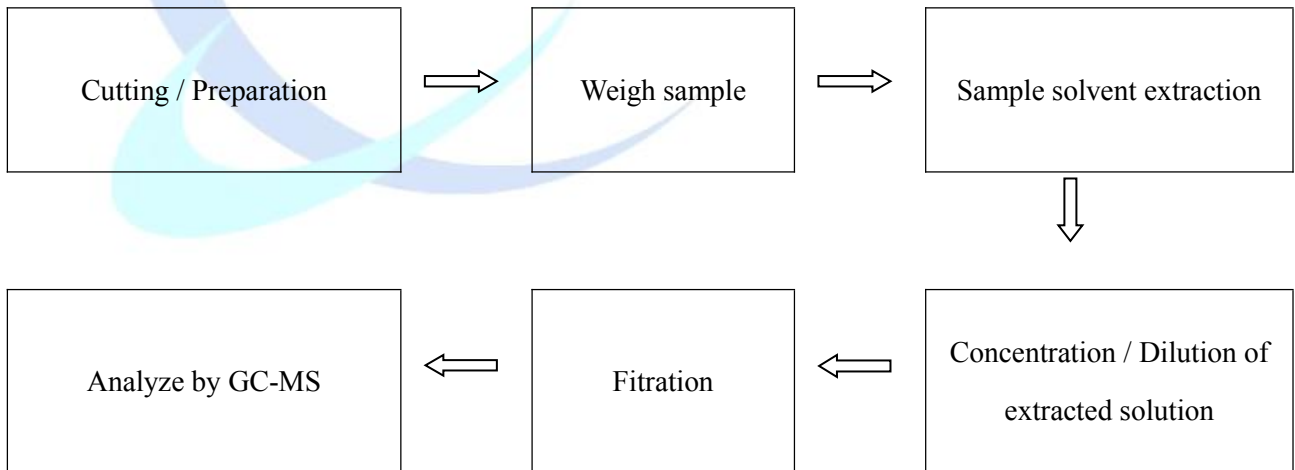 Cutting / Preparation
Weigh sample
Sample solvent extraction
Concentration / Dilution of
extracted solution
Fitration
Analyze by GC-MS